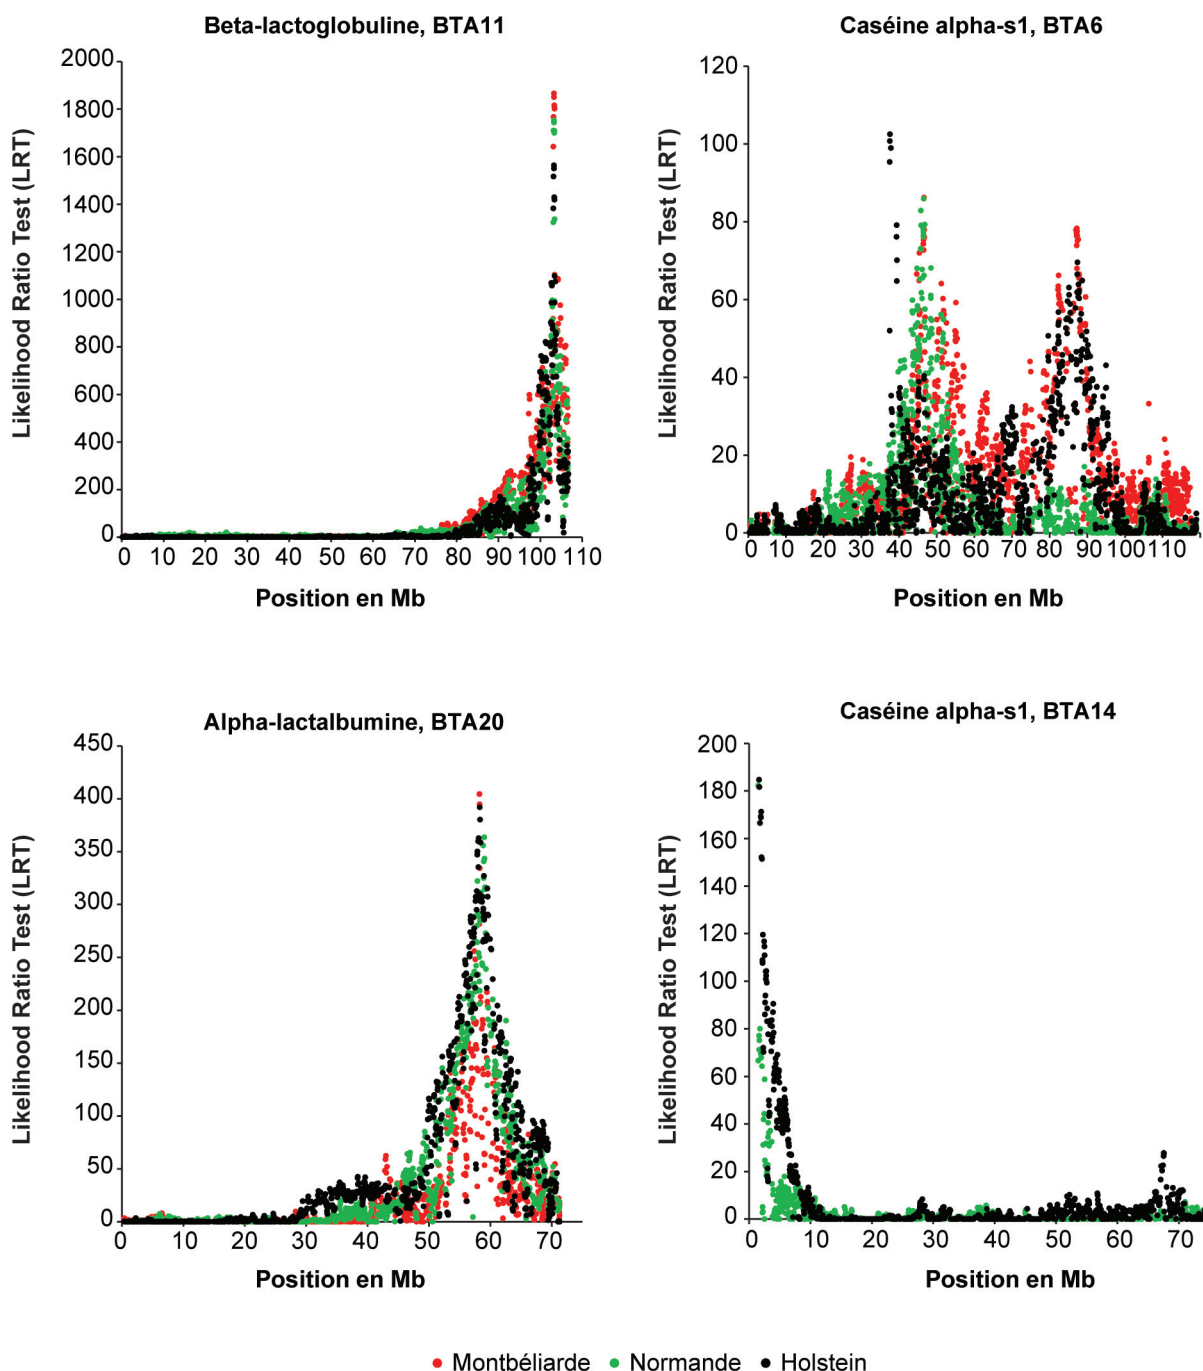 Beta-lactoglobuline, BTA11
Likelihood Ratio Test (LRT)
2000
1800
1600
1400
1200
1000
800
600
400
200
0
0 10 20 30 40 50 60 70 80 90 100 110
Position en Mb
Caséine alpha-s1, BTA6
Likelihood Ratio Test (LRT)
120
100
80
60
40
20
0
0 10 20 30 40 50 60 70 80 90 100 110
Position en Mb
Alpha-lactalbumine, BTA20
Likelihood Ratio Test (LRT)
450
400
350
300
250
200
150
100
50
0
0 10 20 30 40 50 60 70
Position en Mb
Caséine alpha-s1, BTA14
Likelihood Ratio Test (LRT)
200
180
160
140
120
100
80
60
40
20
0
0 10 20 30 40 50 60 70
Position en Mb
Montbéliarde Normande Holstein